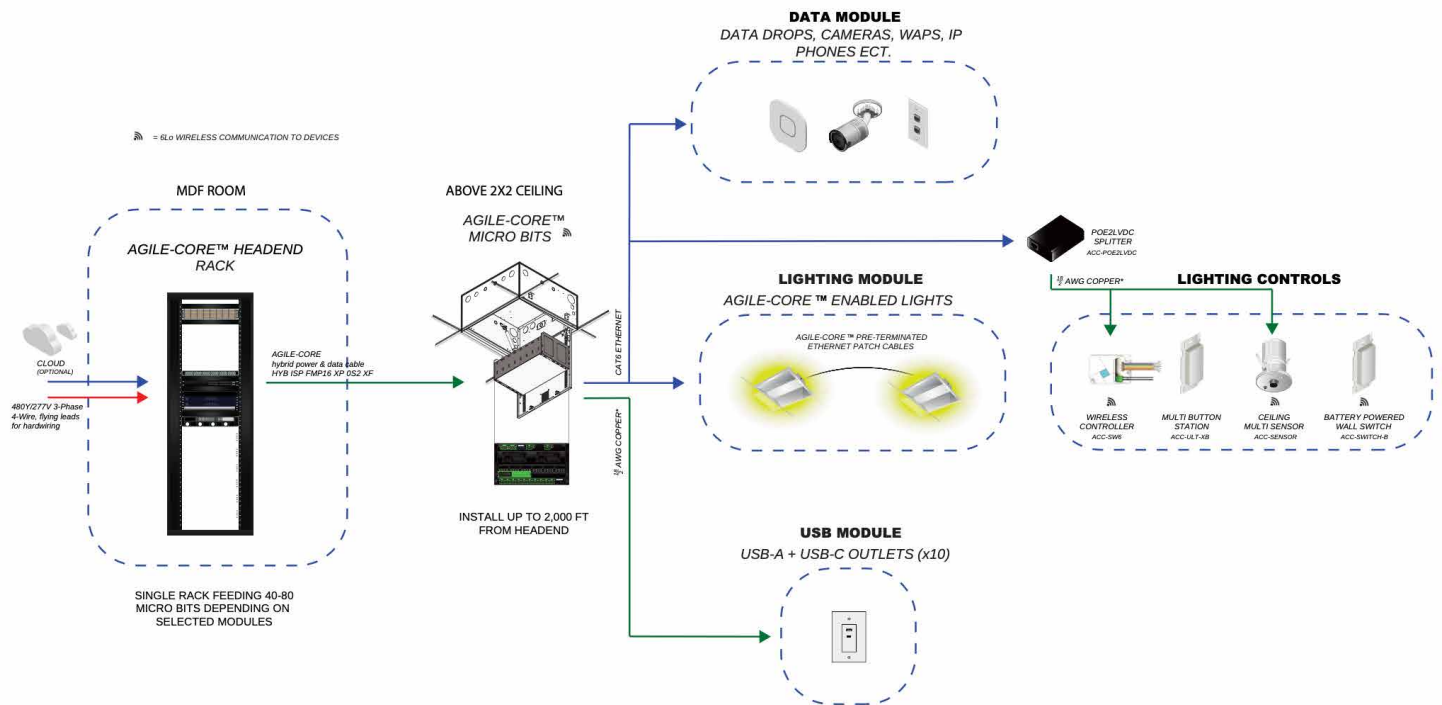 DATA MODULE
DATA DROPS, CAMERAS, WAPS, IP
PHONES ECT.
= 6Lo WIRELESS COMMUNICATION TO DEVICES
MDF ROOM
AGILE-CORE™ HEADEND
RACK
CLOUD
(OPTIONAL)
480Y/277V 3-Phase
4-Wire, flying leads
for hardwiring
AGILE-CORE
hybrid power & data cable
HYB ISP FMP16 XP 0S2 XF
SINGLE RACK FEEDING 40-80
MICRO BITS DEPENDING ON
SELECTED MODULES
ABOVE 2X2 CEILING
AGILE-CORE™
MICRO BITS
INSTALL UP TO 2,000 FT
FROM HEADEND
CAT6 ETHERNET
18/2 AWG COPPER*
LIGHTING MODULE
AGILE-CORE ™ ENABLED LIGHTS
AGILE-CORE™ PRE-TERMINATED
ETHERNET PATCH CABLES
USB MODULE
USB-A + USB-C OUTLETS (x10)
POE2LVDC
SPLITTER
ACC-POE2LVDC
18/2 AWG COPPER*
LIGHTING CONTROLS
WIRELESS
CONTROLLER
ACC-SW6
MULTI BUTTON
STATION
ACC-ULT-XB
CEILING
MULTI SENSOR
ACC-SENSOR
BATTERY POWERED
WALL SWITCH
ACC-SWITCH-B